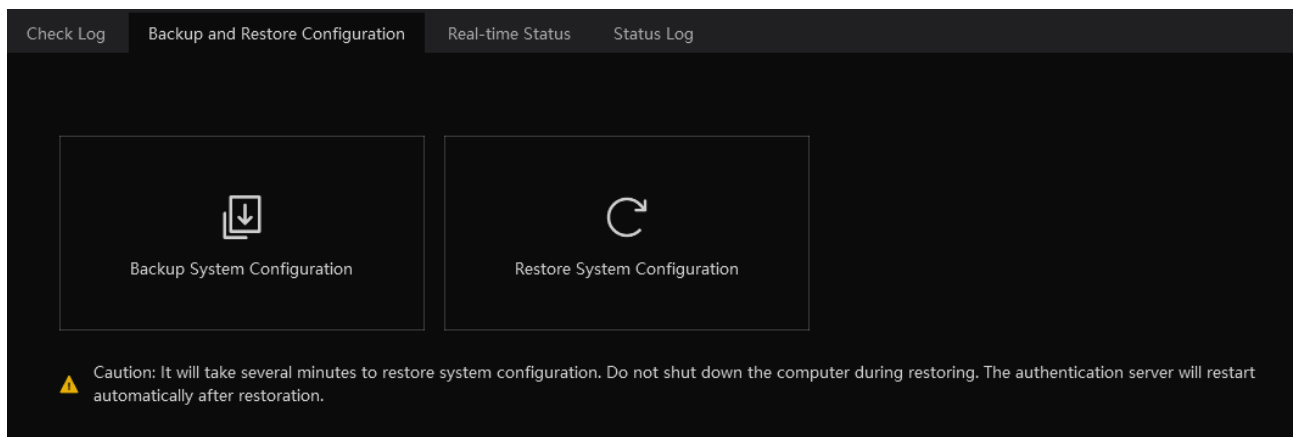 Check Log Backup and Restore Configuration Real-time Status Status Log
Backup System Configuration Restore System Configuration
Caution: It will take several minutes to restore system configuration. Do not shut down the computer during restoring. The authentication server will restart
automatically after restoration.